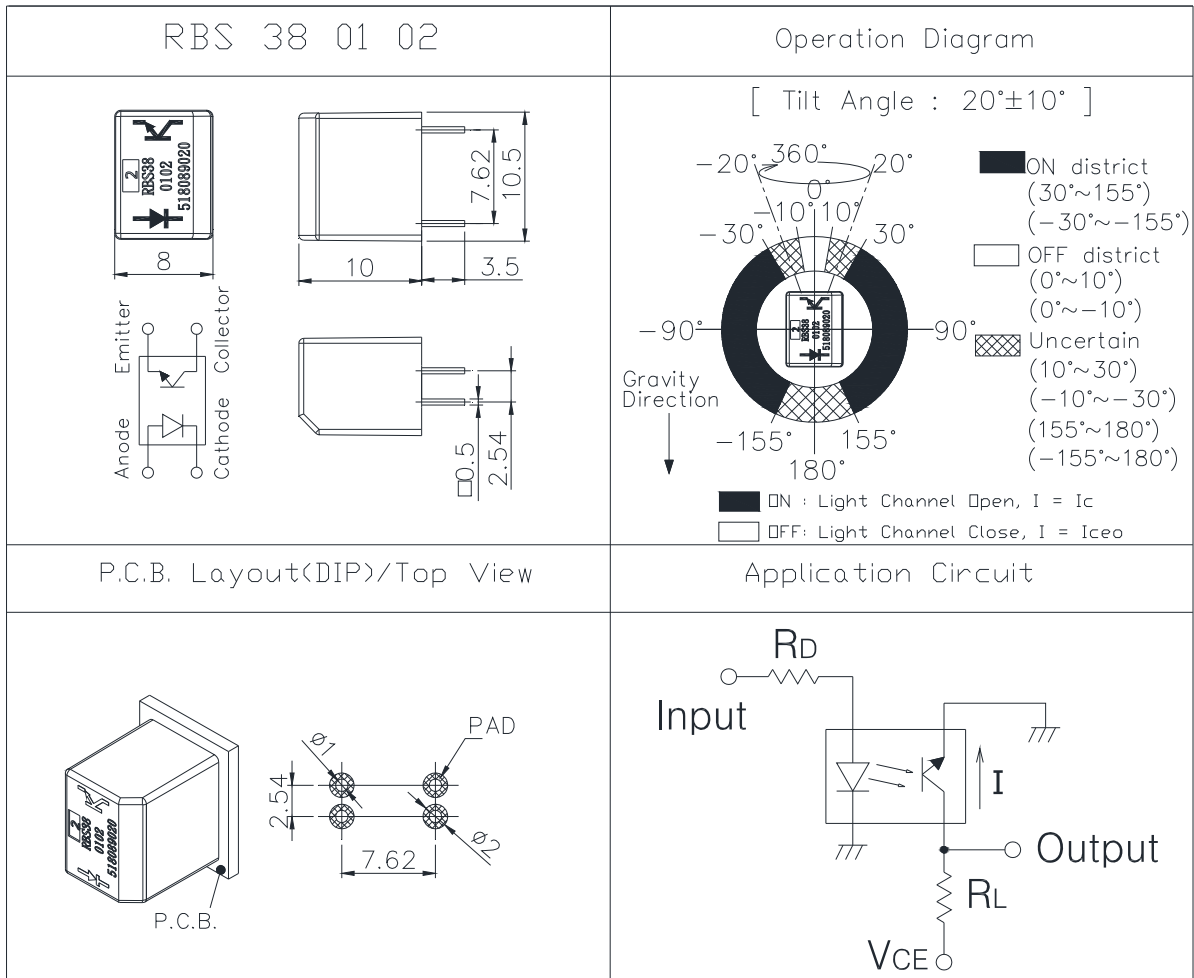 RBS 38 01 02
Operation Diagram
2
RBS38
0102
518089020
8
10
3.5
7.62
10.5
Emitter
Collector
Anode
Cathode
□0.5
2.54
[ Tilt Angle : 20°±10° ]
-20°
360°
20°
0°
-10°
10°
-30°
30°
-90°
90°
2
RBS38
0102
518089020
Gravity
Direction
-155°
155°
180°
ON district
(30°~155°)
(-30°~-155°)
OFF district
(0°~10°)
(0°~-10°)
Uncertain
(10°~30°)
(-10°~-30°)
(155°~180°)
(-155°~180°)
ON : Light Channel Open, I = Ic
OFF: Light Channel Close, I = Iceo
P.C.B. Layout(DIP)/Top View
Application Circuit
2
RBS38
0102
518089020
P.C.B.
ø1
PAD
2.54
7.62
ø2
RD
Input
I
Output
RL
VCE